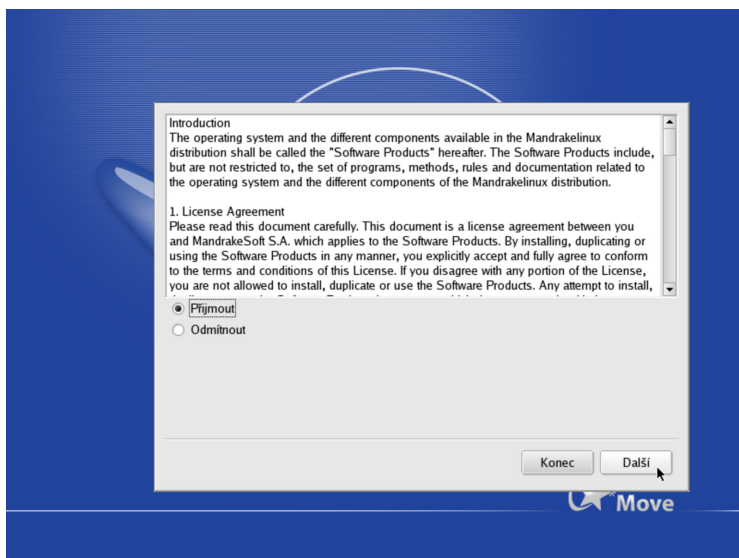 Introduction
The operating system and the different components available in the Mandrakelinux
distribution shall be called the "Software Products" hereafter. The Software Products include,
but are not restricted to, the set of programs, methods, rules and documentation related to
the operating system and the different components of the Mandrakelinux distribution.
1. License Agreement
Please read this document carefully. This document is a license agreement between you
and MandrakeSoft S.A. which applies to the Software Products. By installing, duplicating or
using the Software Products in any manner, you explicitly accept and fully agree to conform
to the terms and conditions of this License. If you disagree with any portion of the License,
you are not allowed to install, duplicate or use the Software Products. Any attempt to install,
Přijmout
Odmítnout
Konec
Další
Move